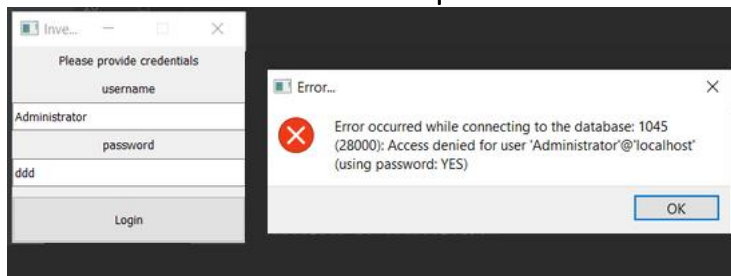 Inve...
Please provide credentials
username
Administrator
password
ddd
Login
Error...
Error occurred while connecting to the database: 1045
(28000): Access denied for user 'Administrator'@'localhost'
(using password: YES)
OK